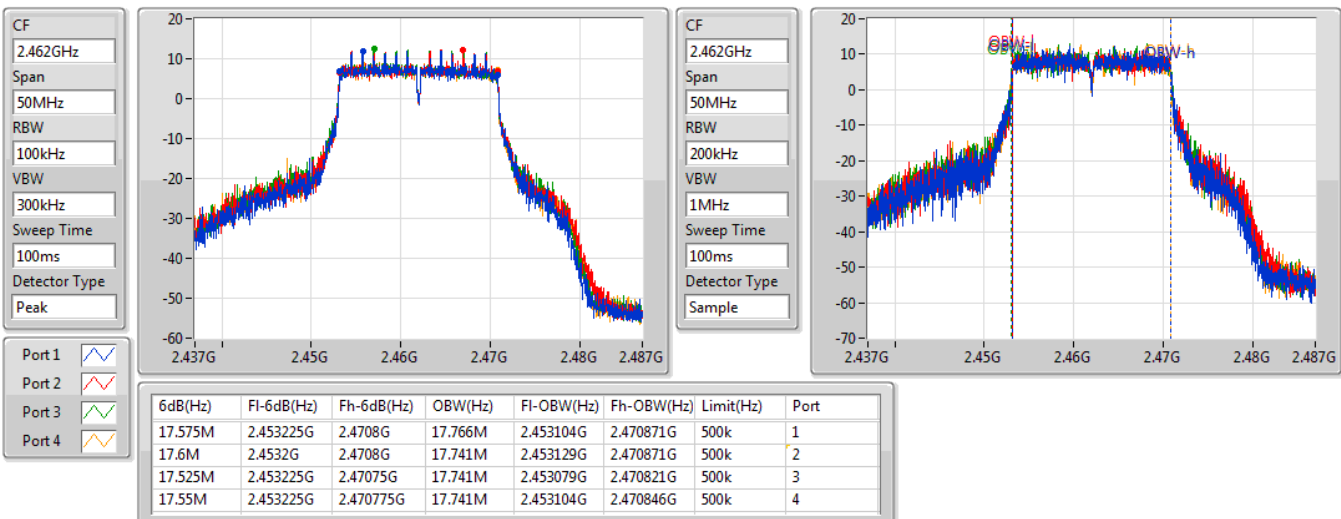 CF
2.462GHz
Span
50MHz
RBW
100kHz
VBW
300kHz
Sweep Time
100ms
Detector Type
Peak
20
10
0
-10
-20
-30
-40
-50
-60
2.437G 2.45G 2.46G 2.47G 2.48G 2.487G
CF
2.462GHz
Span
50MHz
RBW
200kHz
VBW
1MHz
Sweep Time
100ms
Detector Type
Sample
20
10
0
-10
-20
-30
-40
-50
-60
-70
OBW-h
2.437G 2.45G 2.46G 2.47G 2.48G 2.487G
Port 1
Port 2
Port 3
Port 4
6dB(Hz) Fl-6dB(Hz) Fh-6dB(Hz) OBW(Hz) Fl-OBW(Hz) Fh-OBW(Hz) Limit(Hz) Port
17.575M 2.453225G 2.4708G 17.766M 2.453104G 2.470871G 500k 1
17.6M 2.4532G 2.4708G 17.741M 2.453129G 2.470871G 500k 2
17.525M 2.453225G 2.47075G 17.741M 2.453079G 2.470821G 500k 3
17.55M 2.453225G 2.470775G 17.741M 2.453104G 2.470846G 500k 4